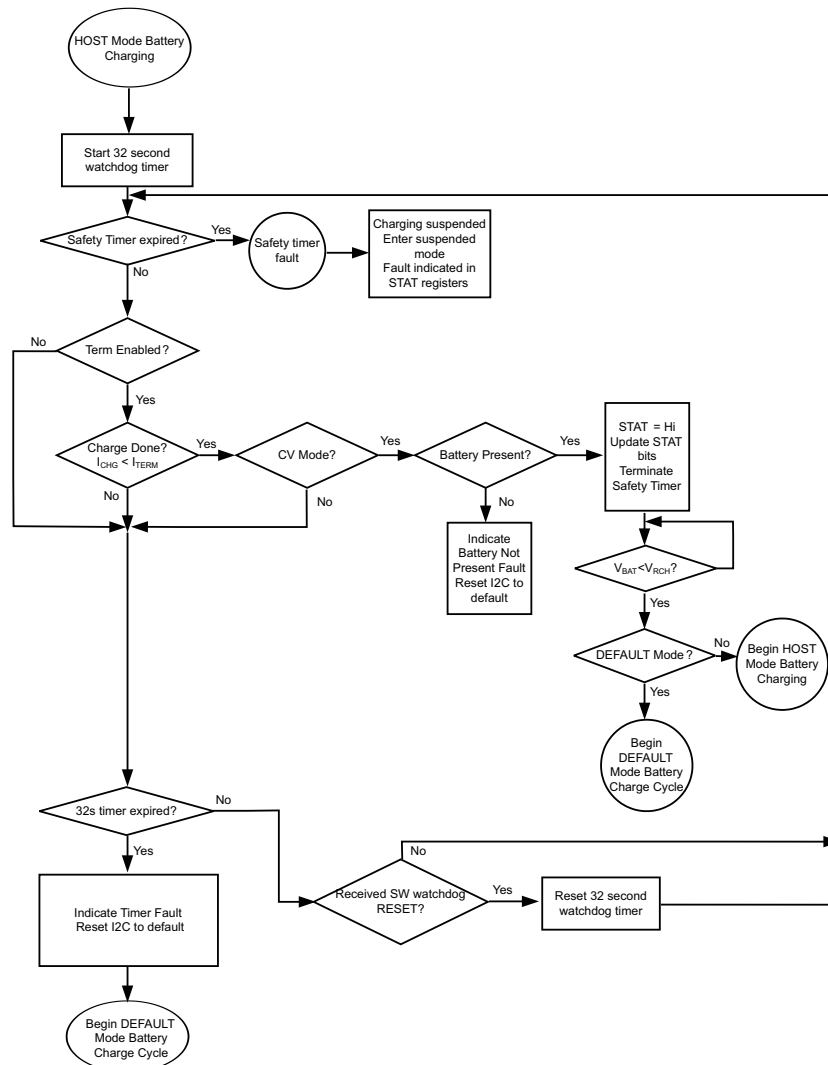 HOST Mode Battery
Charging
Start 32 second
watchdog timer
Safety Timer expired?
Yes
Safety timer
fault
Charging suspended
Enter suspended
mode
Fault indicated in
STAT registers
No
No
Term Enabled?
Yes
Charge Done?
ICHG < ITERM
Yes
CV Mode?
Yes
Battery Present?
Yes
STAT = Hi
Update STAT
bits
Terminate
Safety Timer
No
No
No
Indicate
Battery Not
Present Fault
Reset I2C to
default
VBAT<VRCH?
Yes
DEFAULT Mode?
No
Begin HOST
Mode Battery
Charging
Yes
Begin
DEFAULT
Mode Battery
Charge Cycle
32s timer expired?
No
Yes
No
Indicate Timer Fault
Reset I2C to default
Received SW watchdog
RESET?
Yes
Reset 32 second
watchdog timer
Begin DEFAULT
Mode Battery
Charge Cycle